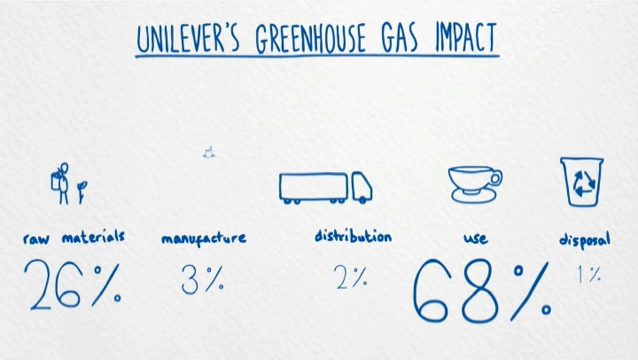 UNILEVER'S GREENHOUSE GAS IMPACT
raw materials manufacture distribution use disposal
26% 3% 2% 68% 1%